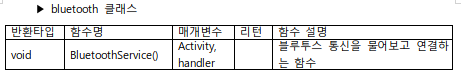 ▶ bluetooth 클래스
반환타입 함수명 매개변수 리턴 함수 설명
void BluetoothService() Activity, handler 블루투스 통신을 물어보고 연결하는 함수